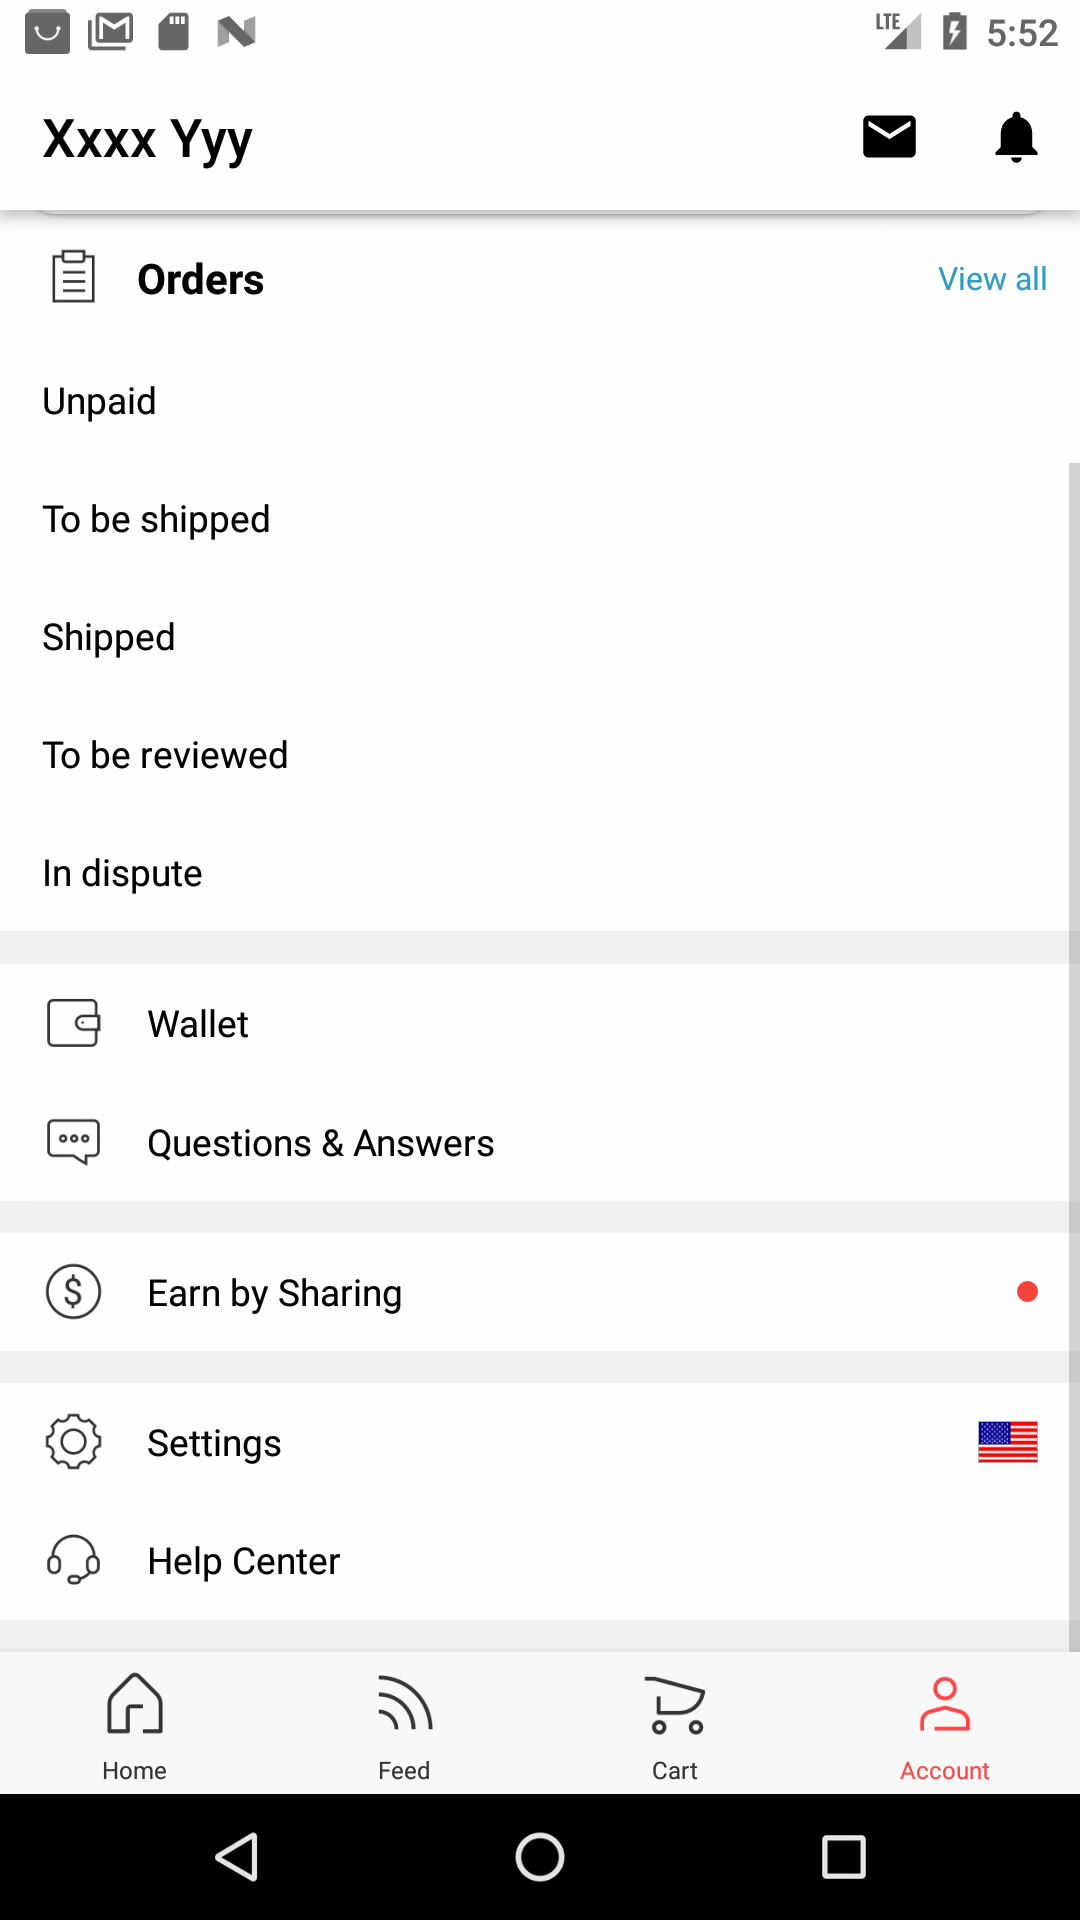 LTE 5:52
Xxxx Yyy
Orders View all
Unpaid
To be shipped
Shipped
To be reviewed
In dispute
Wallet
Questions & Answers
Earn by Sharing
Settings
Help Center
Home Feed Cart Account